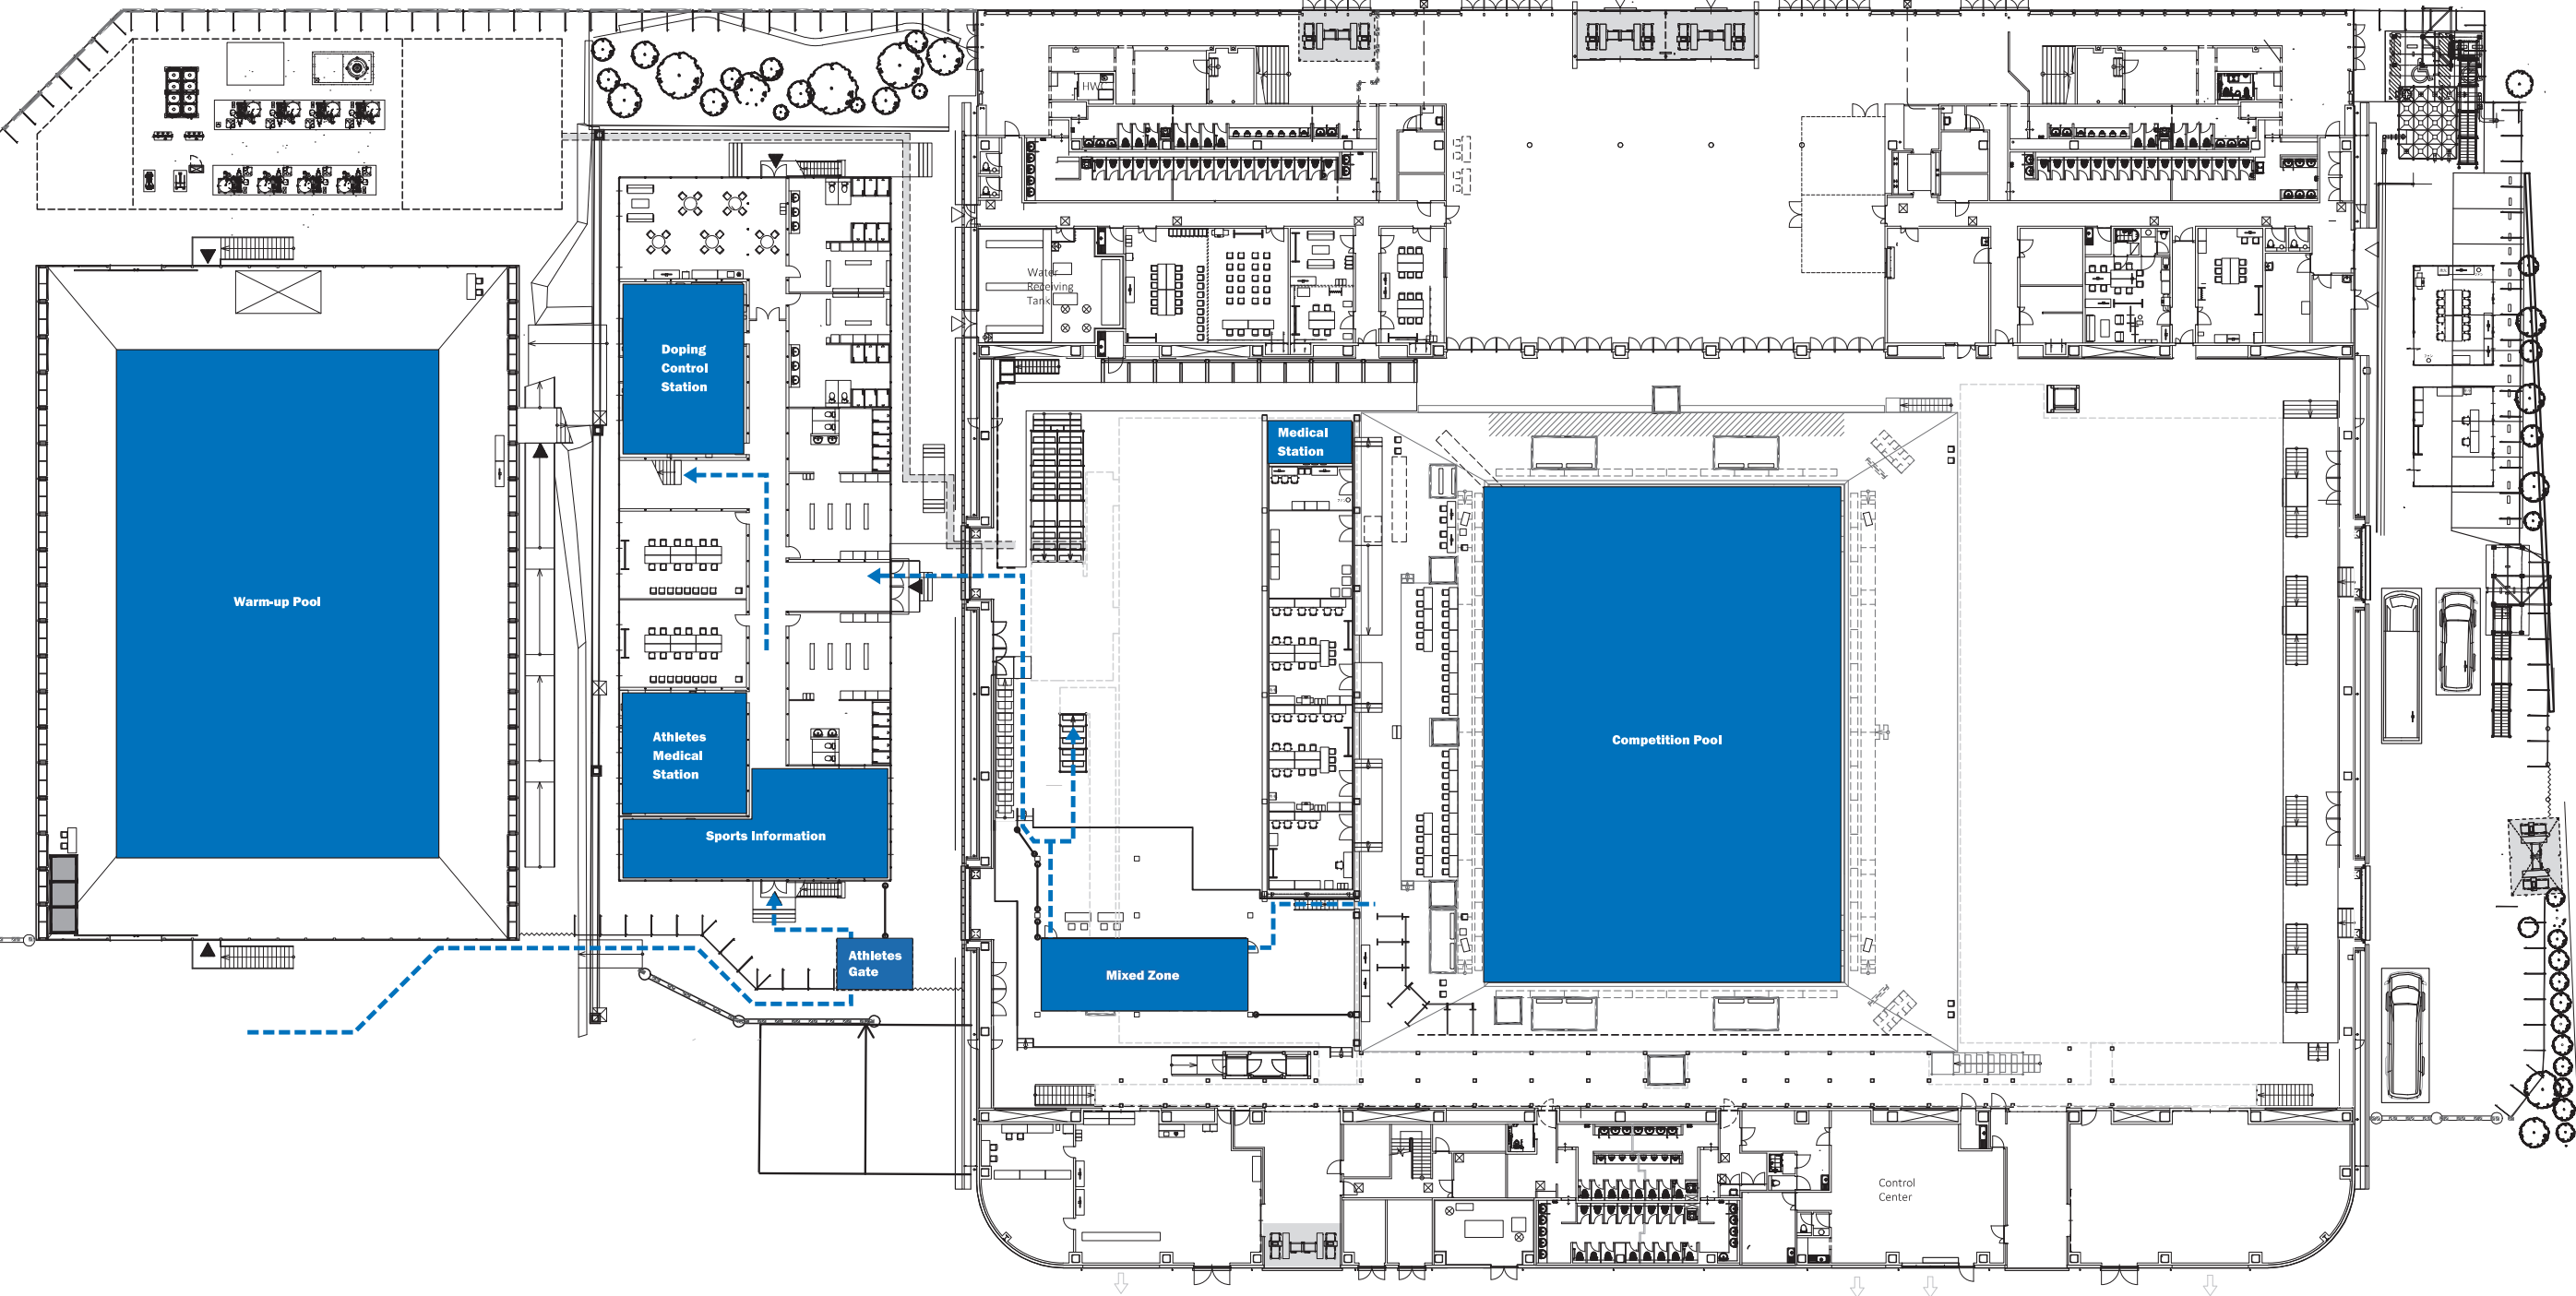 HW
Water
Receiving
Tank
Doping
Control
Station
Medical
Station
Warm-up Pool
Athletes
Medical
Station
Competition Pool
Sports Information
Athletes
Gate
Mixed Zone
Control
Center